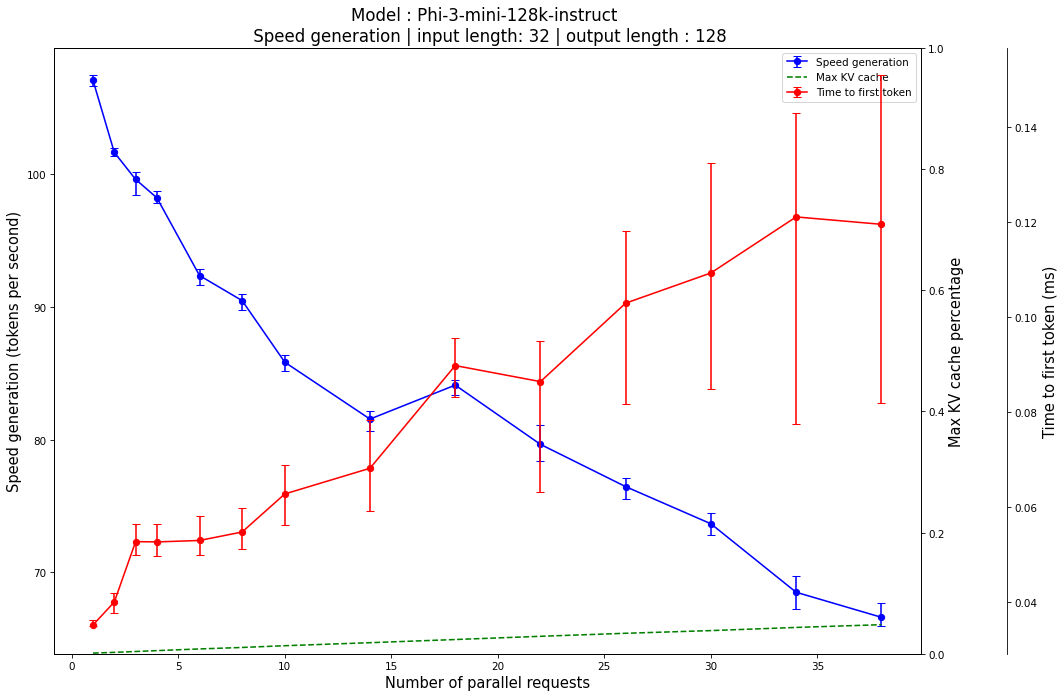 Model : Phi-3-mini-128k-instruct
Speed generation | input length: 32 | output length : 128
Speed generation
Max KV cache
Time to first token
Speed generation (tokens per second)
100
90
80
70
0
5
10
15
20
25
30
35
Number of parallel requests
1.0
0.8
0.6
0.4
0.2
0.0
Max KV cache percentage
0.14
0.12
0.10
0.08
0.06
0.04
Time to first token (ms)